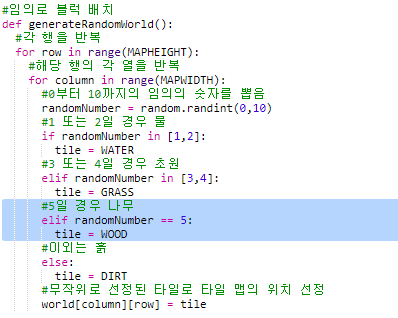 #임의로 블럭 배치
def generateRandomWorld():
  #각 행을 반복
  for row in range(MAPHEIGHT):
    #해당 행의 각 열을 반복
    for column in range(MAPWIDTH):
      #0부터 10까지의 임의의 숫자를 뽑음
      randomNumber = random.randint(0,10)
      #1 또는 2일 경우 물
      if randomNumber in [1,2]:
        tile = WATER
      #3 또는 4일 경우 초원
      elif randomNumber in [3,4]:
        tile = GRASS
      #5일 경우 나무
      elif randomNumber == 5:
        tile = WOOD
      #이외는 흙
      else:
        tile = DIRT
      #무작위로 선정된 타일로 타일 맵의 위치 선정
      world[column][row] = tile